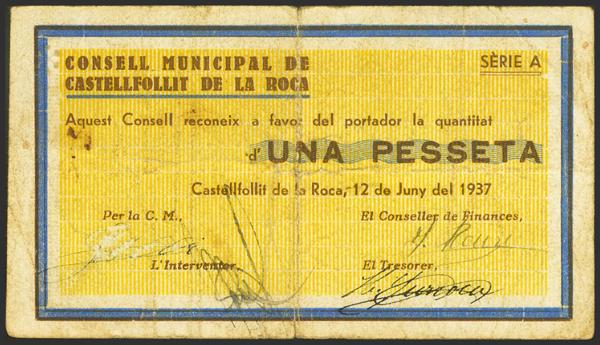 CONSELL MUNICIPAL DE
CASTELLFOLLIT DE LA ROCA
SÈRIE A
Aquest Consell reconeix a favor del portador la quantitat
d' UNA PESSETA
Castellfollit de la Roca, 12 de Juny del 1937
Per la C. M., El Conseller de Finances,
L'Interventor, El Tresorer,